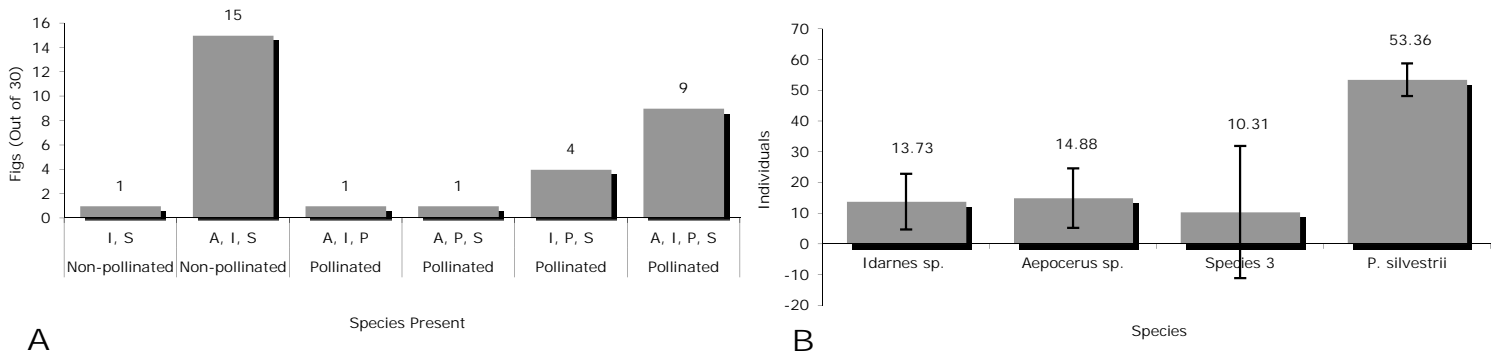 16
14
12
10
8
6
4
2
0
Figs (Out of 30)
1
15
1
1
4
9
I, S
A, I, S
A, I, P
A, P, S
I, P, S
A, I, P, S
Non-pollinated
Non-pollinated
Pollinated
Pollinated
Pollinated
Pollinated
Species Present
A
70
60
50
40
30
20
10
0
-10
-20
Individuals
13.73
14.88
10.31
53.36
Idarnes sp.
Aepocerus sp.
Species 3
P. silvestrii
Species
B